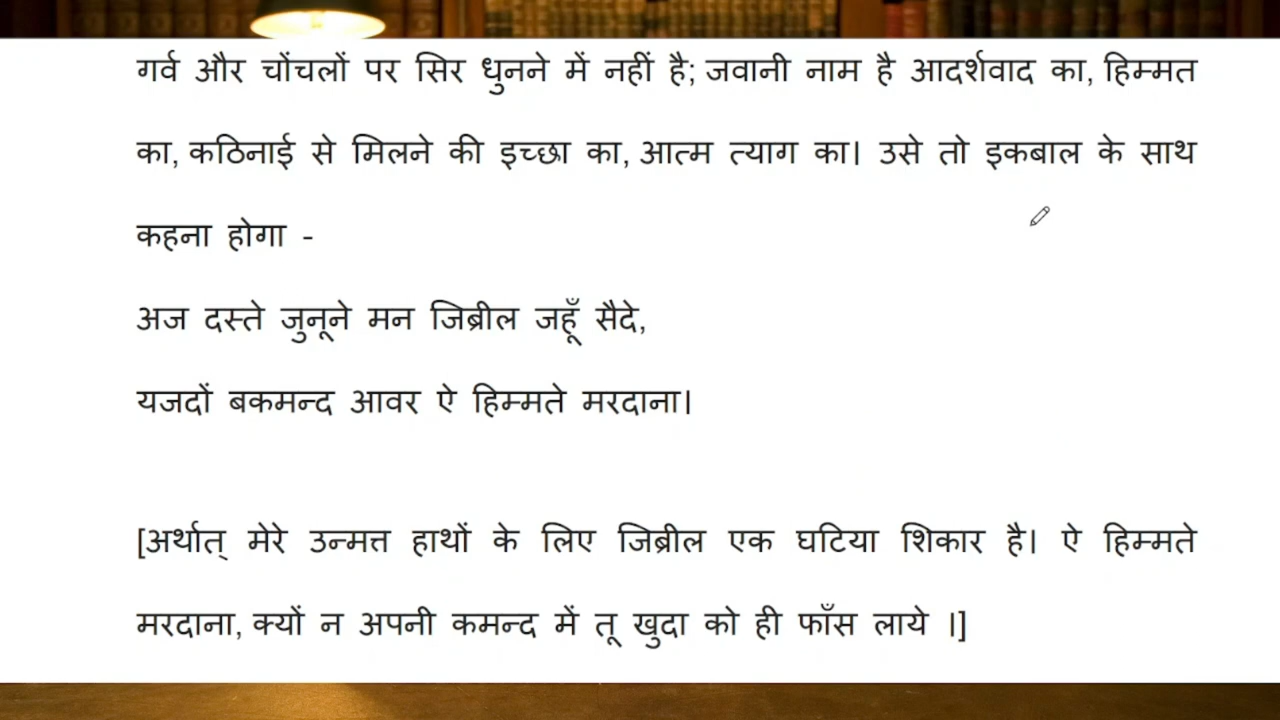 गर्व और चोंचलों पर सिर धुनने में नहीं है; जवानी नाम है आदर्शवाद का, हिम्मत
का, कठिनाई से मिलने की इच्छा का, आत्म त्याग का। उसे तो इकबाल के साथ
कहना होगा -
अज दस्ते जुनूने मन जिब्रील जहूँ सैदे,
यजदों बकमन्द आवर ऐ हिम्मते मरदाना।
[अर्थात् मेरे उन्मत्त हाथों के लिए जिब्रील एक घटिया शिकार है। ऐ हिम्मते
मरदाना, क्यों न अपनी कमन्द में तू खुदा को ही फाँस लाये ।]